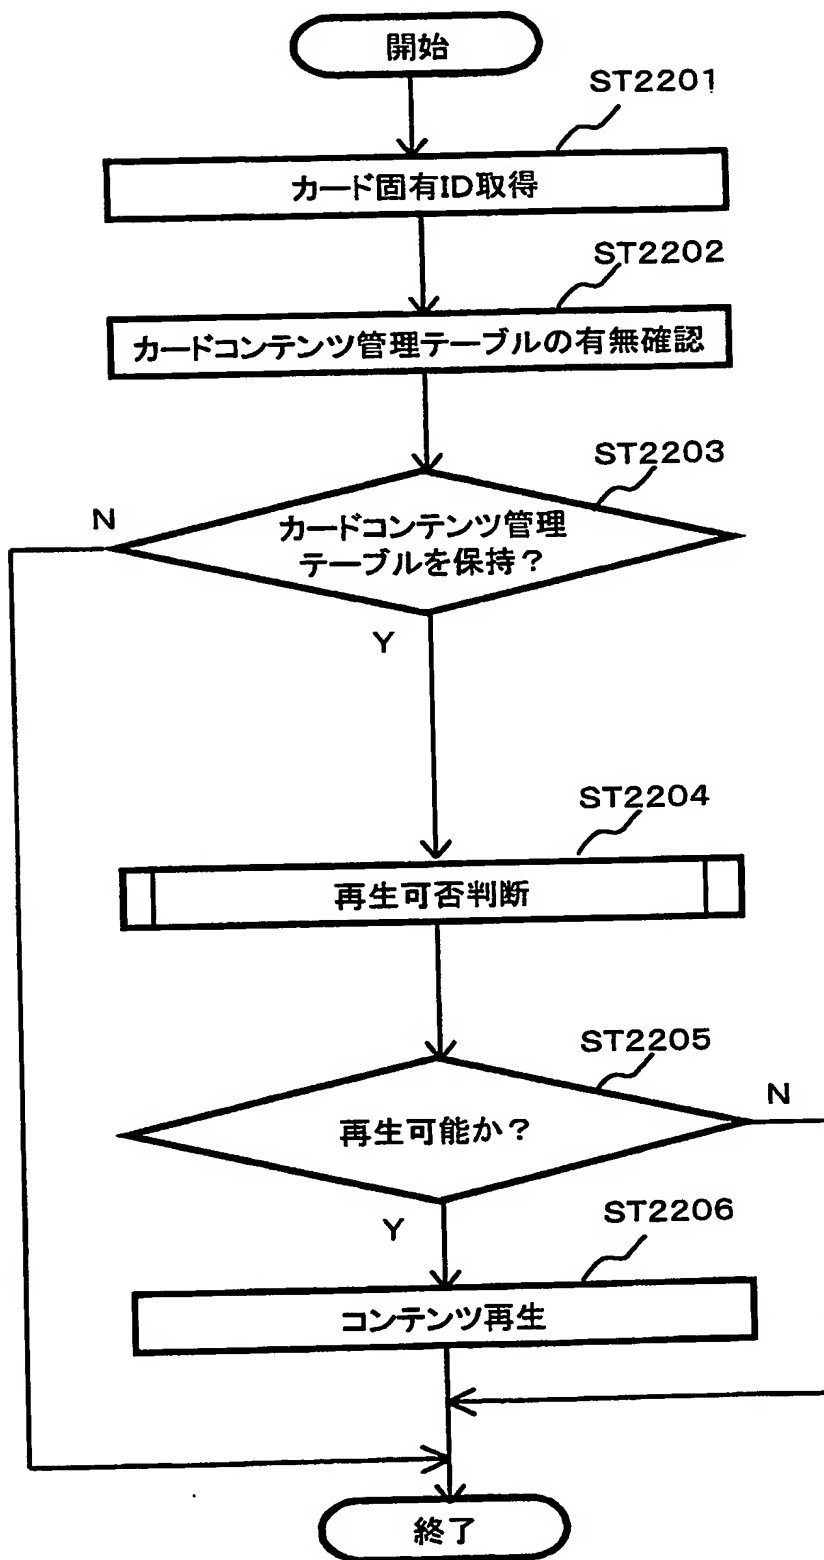 開始
ST2201
カード固有ID取得
ST2202
カードコンテンツ管理テーブルの有無確認
ST2203
N
カードコンテンツ管理
テーブルを保持？
Y
ST2204
再生可否判断
ST2205
N
再生可能か？
Y
ST2206
コンテンツ再生
終了